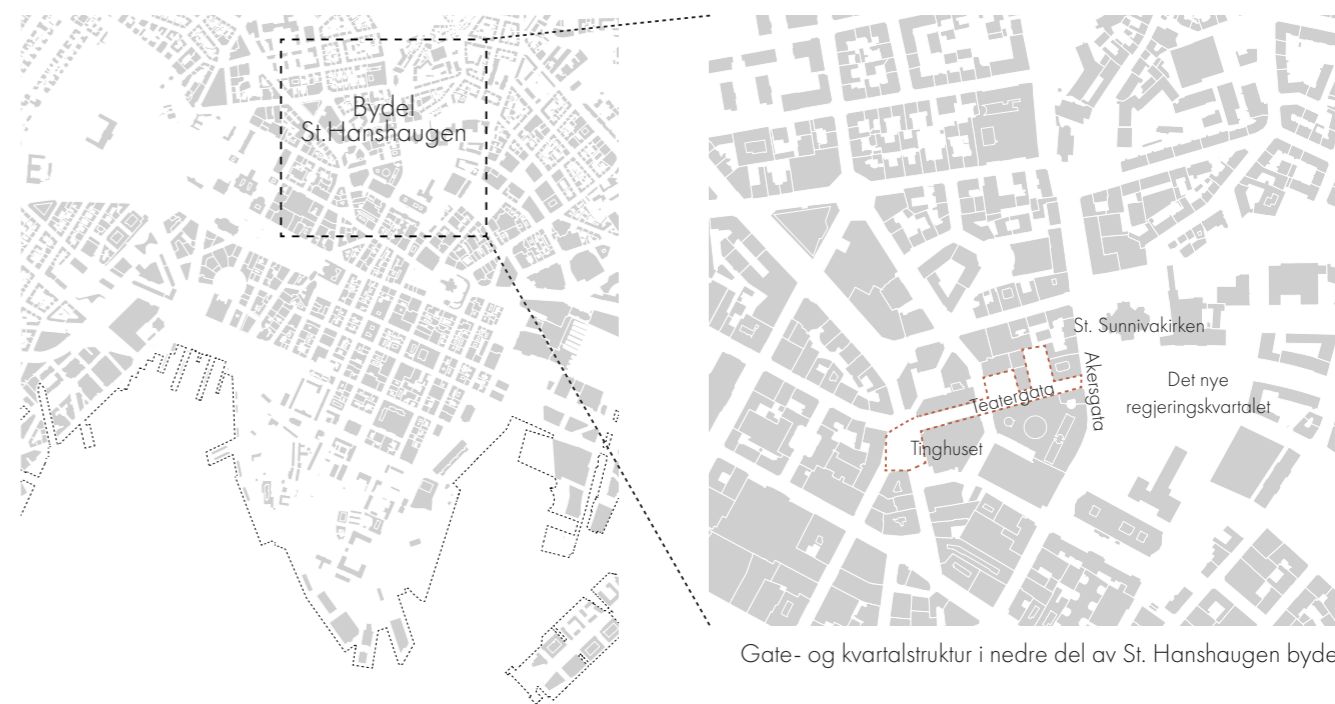 Bydel
St.Hanshaugen
St. Sunnivakirken
Akersgata
Det nye
regjeringskvartalet
Teatergata
Tinghuset
Gate- og kvartalstruktur i nedre del av St. Hanshaugen byde